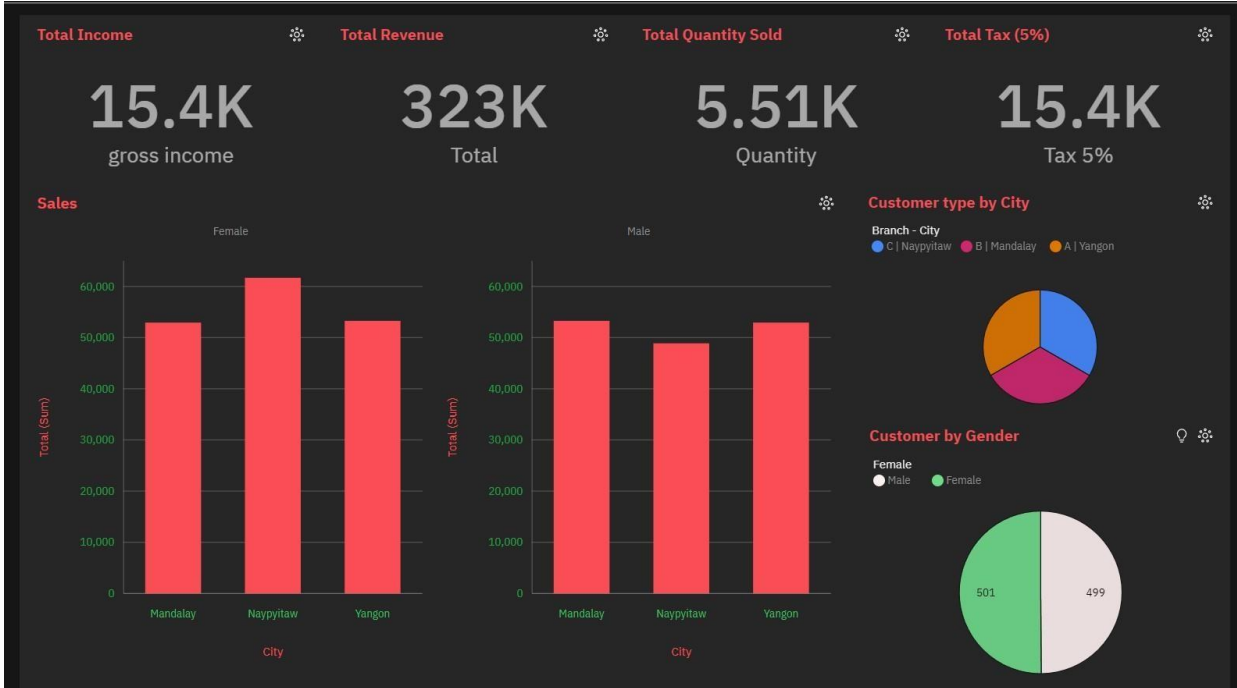 Total Income
Total Revenue
Total Quantity Sold
Total Tax (5%)
15.4K
gross income
323K
Total
5.51K
Quantity
15.4K
Tax 5%
Sales
Female
Total (Sum)
60,000
50,000
40,000
30,000
20,000
10,000
0
Mandalay Naypyitaw Yangon
City
Male
Total (Sum)
60,000
50,000
40,000
30,000
20,000
10,000
0
Mandalay Naypyitaw Yangon
City
Customer type by City
Branch - City
C | Naypyitaw B | Mandalay A | Yangon
Customer by Gender
Female
Male Female
501 499